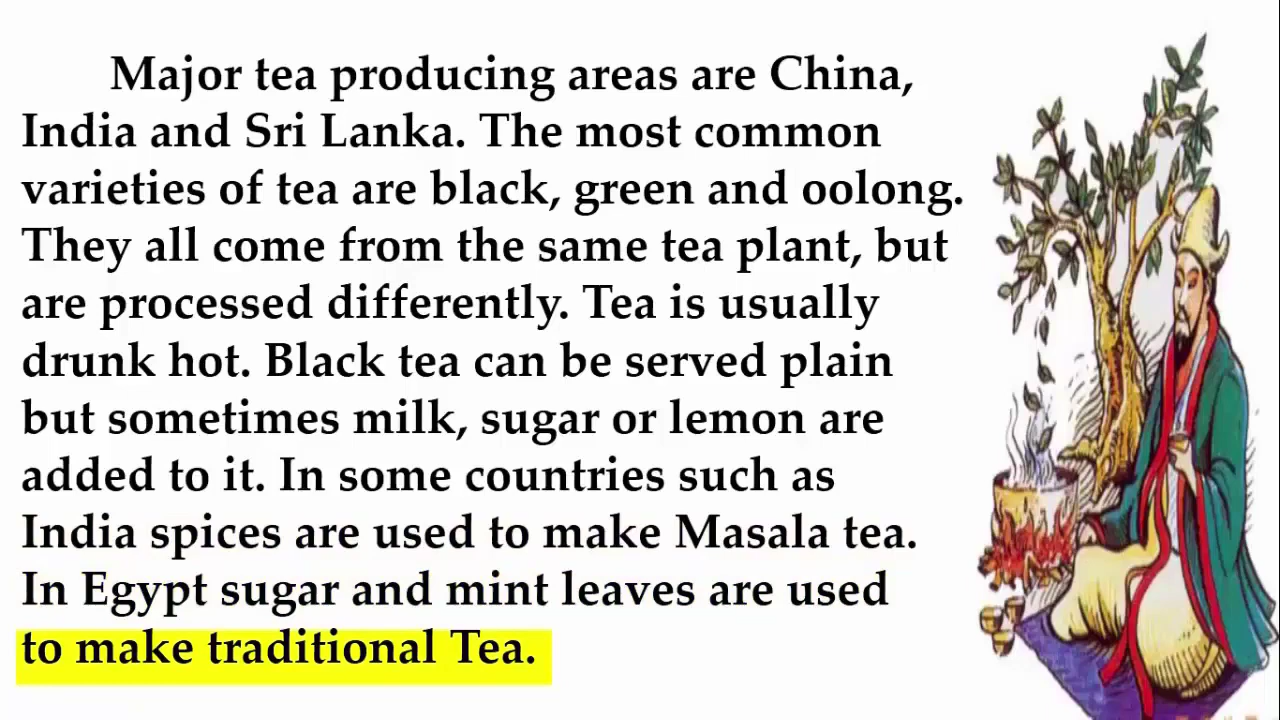 Major tea producing areas are China,
India and Sri Lanka. The most common
varieties of tea are black, green and oolong.
They all come from the same tea plant, but
are processed differently. Tea is usually
drunk hot. Black tea can be served plain
but sometimes milk, sugar or lemon are
added to it. In some countries such as
India spices are used to make Masala tea.
In Egypt sugar and mint leaves are used
to make traditional Tea.